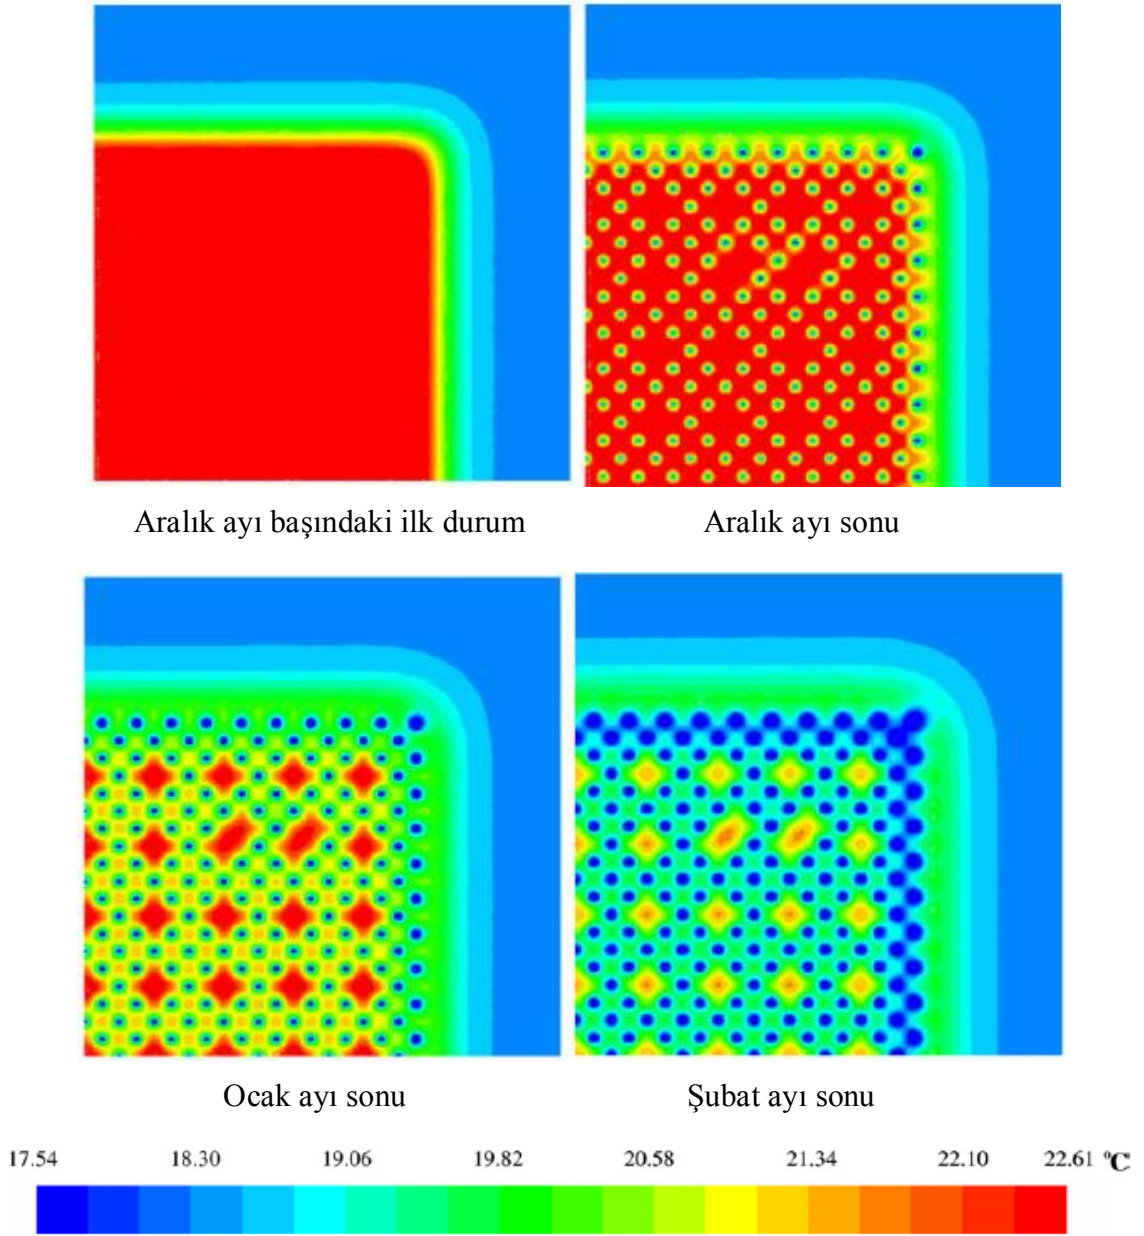 Aralık ayı başındaki ilk durum
Aralık ayı sonu
Ocak ayı sonu
Şubat ayı sonu
17.54 18.30 19.06 19.82 20.58 21.34 22.10 22.61 ⁰C